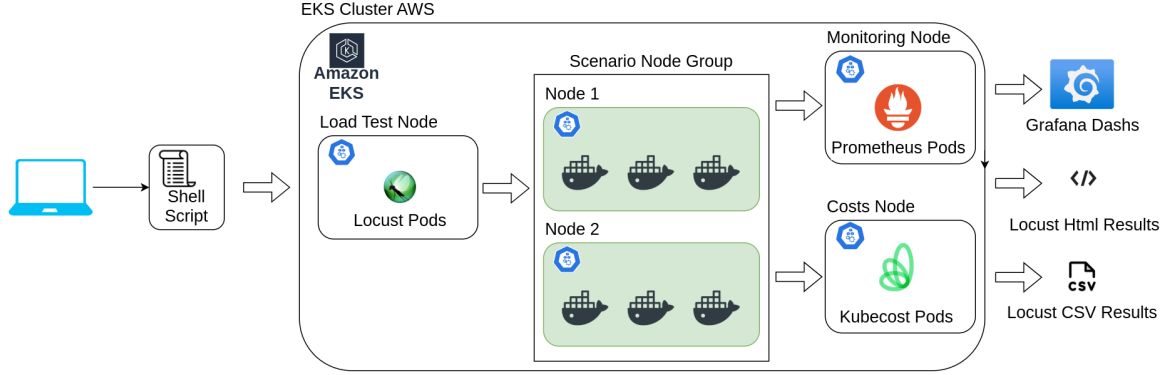 EKS Cluster AWS
Amazon
EKS
Load Test Node
Locust Pods
Shell
Script
Scenario Node Group
Node 1
Node 2
Monitoring Node
Prometheus Pods
Costs Node
Kubecost Pods
Grafana Dashs
</>
Locust Html Results
CSV
Locust CSV Results